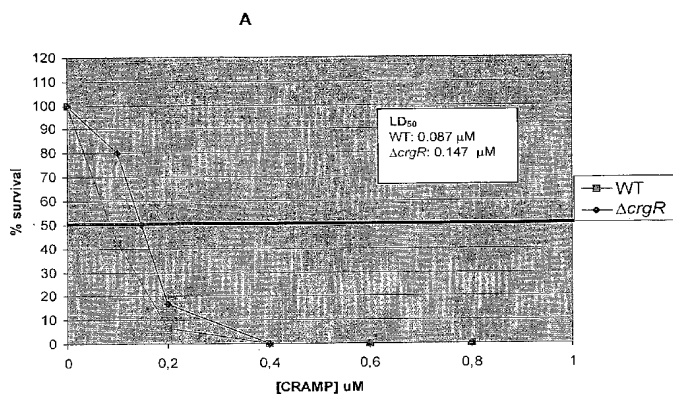 A
120
110
100
90
80
70
60
50
40
30
20
10
0
% survival
0
0,2
0,4
0,6
0,8
1
[CRAMP] uM
LD₅₀
WT: 0.087 µM
ΔcrgR: 0.147 µM
WT
ΔcrgR